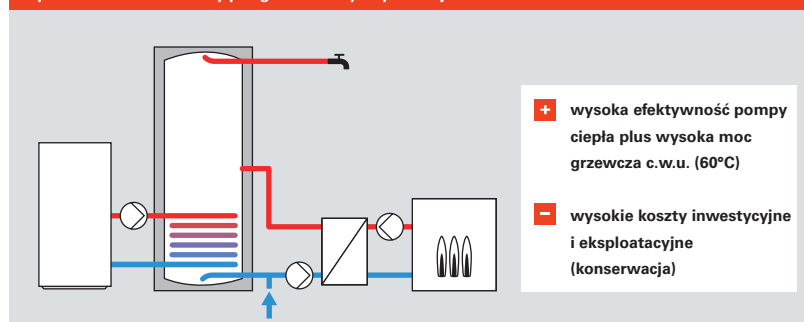 + wysoka efektywność pompy
ciepła plus wysoka moc
grzewcza c.w.u. (60°C)
− wysokie koszty inwestycyjne
i eksploatacyjne
(konserwacja)